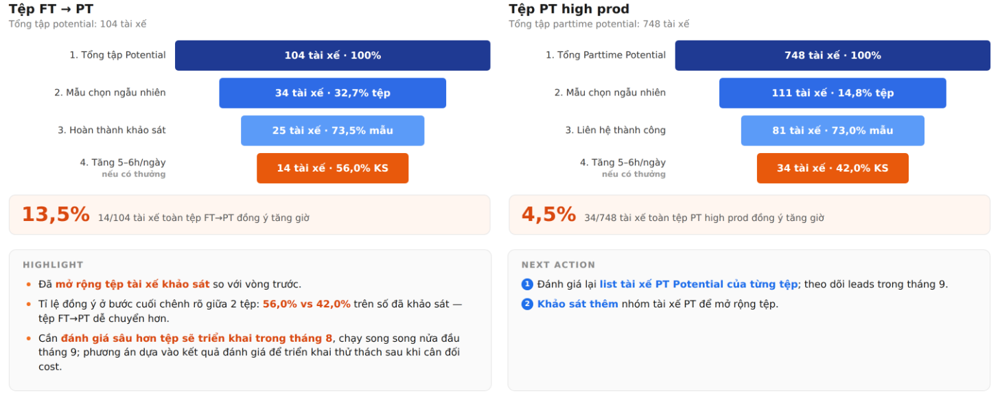 Tệp FT → PT
Tổng tập potential: 104 tài xế
1. Tổng tập Potential
104 tài xế · 100%
2. Mẫu chọn ngẫu nhiên
34 tài xế · 32,7% tệp
3. Hoàn thành khảo sát
25 tài xế · 73,5% mẫu
4. Tăng 5–6h/ngày
nếu có thưởng
14 tài xế · 56,0% KS
13,5% 14/104 tài xế toàn tệp FT→PT đồng ý tăng giờ
HIGHLIGHT
• Đã mở rộng tệp tài xế khảo sát so với vòng trước.
• Tỉ lệ đồng ý ở bước cuối chênh rõ giữa 2 tệp: 56,0% vs 42,0% trên số đã khảo sát —
tệp FT→PT dễ chuyển hơn.
• Cần đánh giá sâu hơn tệp sẽ triển khai trong tháng 8, chạy song song nửa đầu
tháng 9; phương án dựa vào kết quả đánh giá để triển khai thử thách sau khi cân đối
cost.
Tệp PT high prod
Tổng tập parttime potential: 748 tài xế
1. Tổng Parttime Potential
748 tài xế · 100%
2. Mẫu chọn ngẫu nhiên
111 tài xế · 14,8% tệp
3. Liên hệ thành công
81 tài xế · 73,0% mẫu
4. Tăng 5–6h/ngày
nếu có thưởng
34 tài xế · 42,0% KS
4,5% 34/748 tài xế toàn tệp PT high prod đồng ý tăng giờ
NEXT ACTION
1 Đánh giá lại list tài xế PT Potential của từng tệp; theo dõi leads trong tháng 9.
2 Khảo sát thêm nhóm tài xế PT để mở rộng tệp.